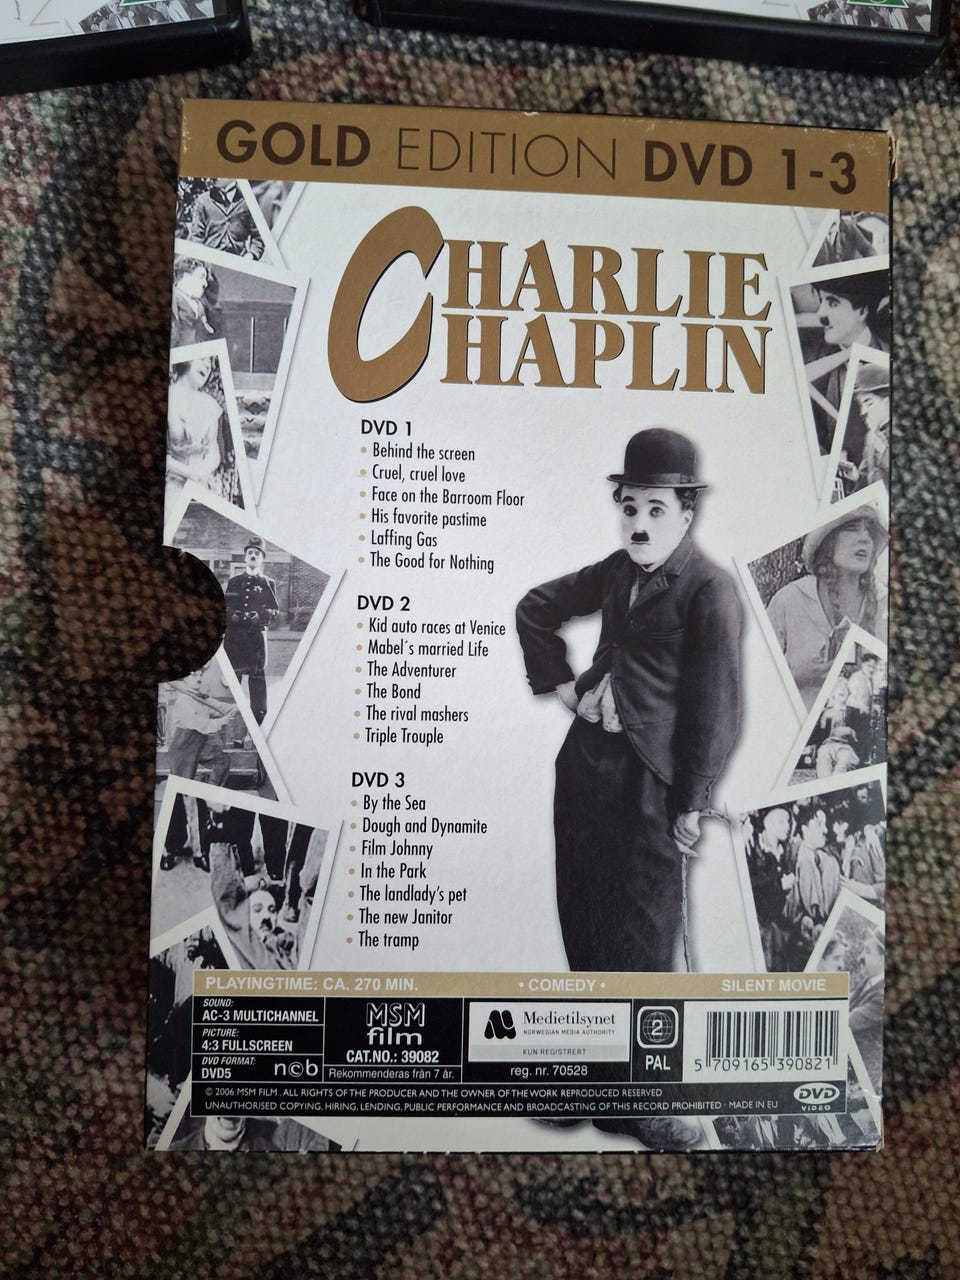 GOLD EDITION DVD 1-3
CHARLIE
CHAPLIN
DVD 1
• Behind the screen
• Cruel, cruel love
• Face on the Barroom Floor
• His favorite pastime
• Laffing Gas
• The Good for Nothing
DVD 2
• Kid auto races at Venice
• Mabel´s married Life
• The Adventurer
• The Bond
• The rival mashers
• Triple Trouple
DVD 3
• By the Sea
• Dough and Dynamite
• Film Johnny
• In the Park
• The landlady's pet
• The new Janitor
• The tramp
PLAYINGTIME: CA. 270 MIN. • COMEDY • SILENT MOVIE
SOUND:
AC-3 MULTICHANNEL
PICTURE:
4:3 FULLSCREEN
DVD FORMAT:
DVD5
ncb
MSM
film
CAT.NO.: 39082
Rekommenderas från 7 år.
Medietilsynet
NORWEGIAN MEDIA AUTHORITY
KUN REGISTRERT
reg. nr. 70528
2
PAL
5 709165 390821
© 2006 MSM FILM . ALL RIGHTS OF THE PRODUCER AND THE OWNER OF THE WORK REPRODUCED RESERVED
UNAUTHORISED COPYING, HIRING, LENDING, PUBLIC PERFORMANCE AND BROADCASTING OF THIS RECORD PROHIBITED · MADE IN EU
DVD
VIDEO